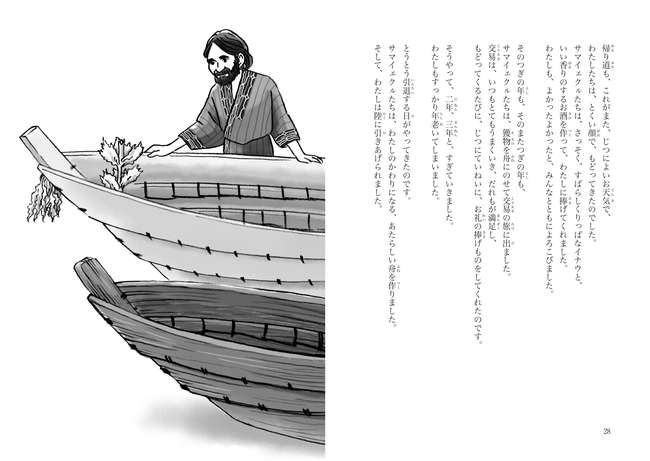 帰り道も、これがまた、じつによいお天気で、
わたしたちは、とくい顔で、もどってきたのでした。
サマイェクㇽたちは、さっそく、すばらしくりっぱなイナウと、
いい香りのするお酒を作って、わたしに捧げてくれました。
わたしも、よかったよかったと、みんなとともによろこびました。
そのつぎの年も、そのまたつぎの年も、
サマイェクㇽたちは、獲物を舟にのせて交易の旅に出ました。
交易は、いつもとてもうまくいき、だれもが満足し、
もどってくるたびに、じつにていねいに、お礼の捧げものをしてくれたのです。
そうやって、二年、三年と、すぎていきました。
わたしもすっかり年老いてしまいました。
とうとう引退する日がやってきたのです。
サマイェクㇽたちは、わたしのかわりになる、あたらしい舟を作りました。
そして、わたしは陸に引きあげられました。
28